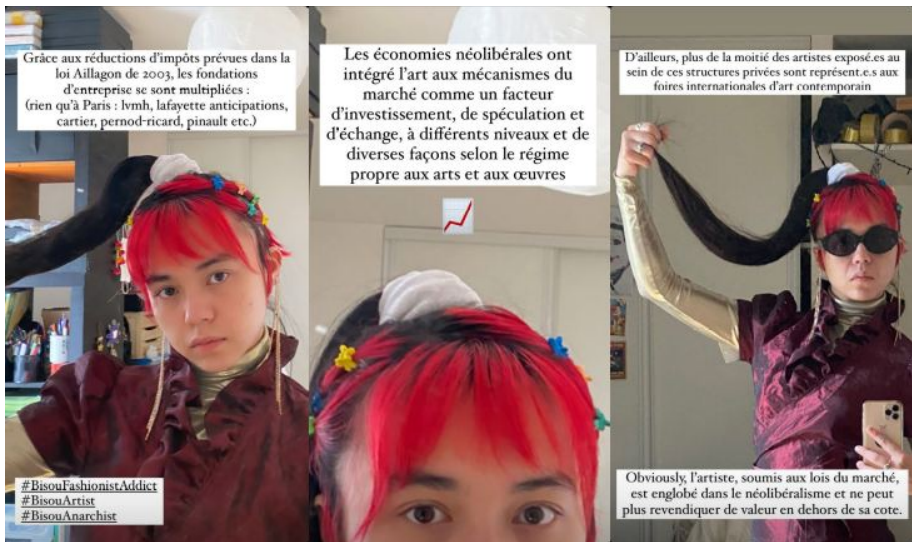 Grâce aux réductions d'impôts prévues dans la
loi Aillagon de 2003, les fondations
d'entreprise se sont multipliées :
(rien qu'à Paris : lvmh, lafayette anticipations,
cartier, pernod-ricard, pinault etc.)
#BisouFashionistAddict
#BisouArtist
#BisouAnarchist
Les économies néolibérales ont
intégré l'art aux mécanismes du
marché comme un facteur
d'investissement, de spéculation et
d'échange, à différents niveaux et de
diverses façons selon le régime
propre aux arts et aux œuvres
D'ailleurs, plus de la moitié des artistes exposé.es au
sein de ces structures privées sont représent.e.s aux
foires internationales d'art contemporain
Obviously, l'artiste, soumis aux lois du marché,
est englobé dans le néolibéralisme et ne peut
plus revendiquer de valeur en dehors de sa cote.